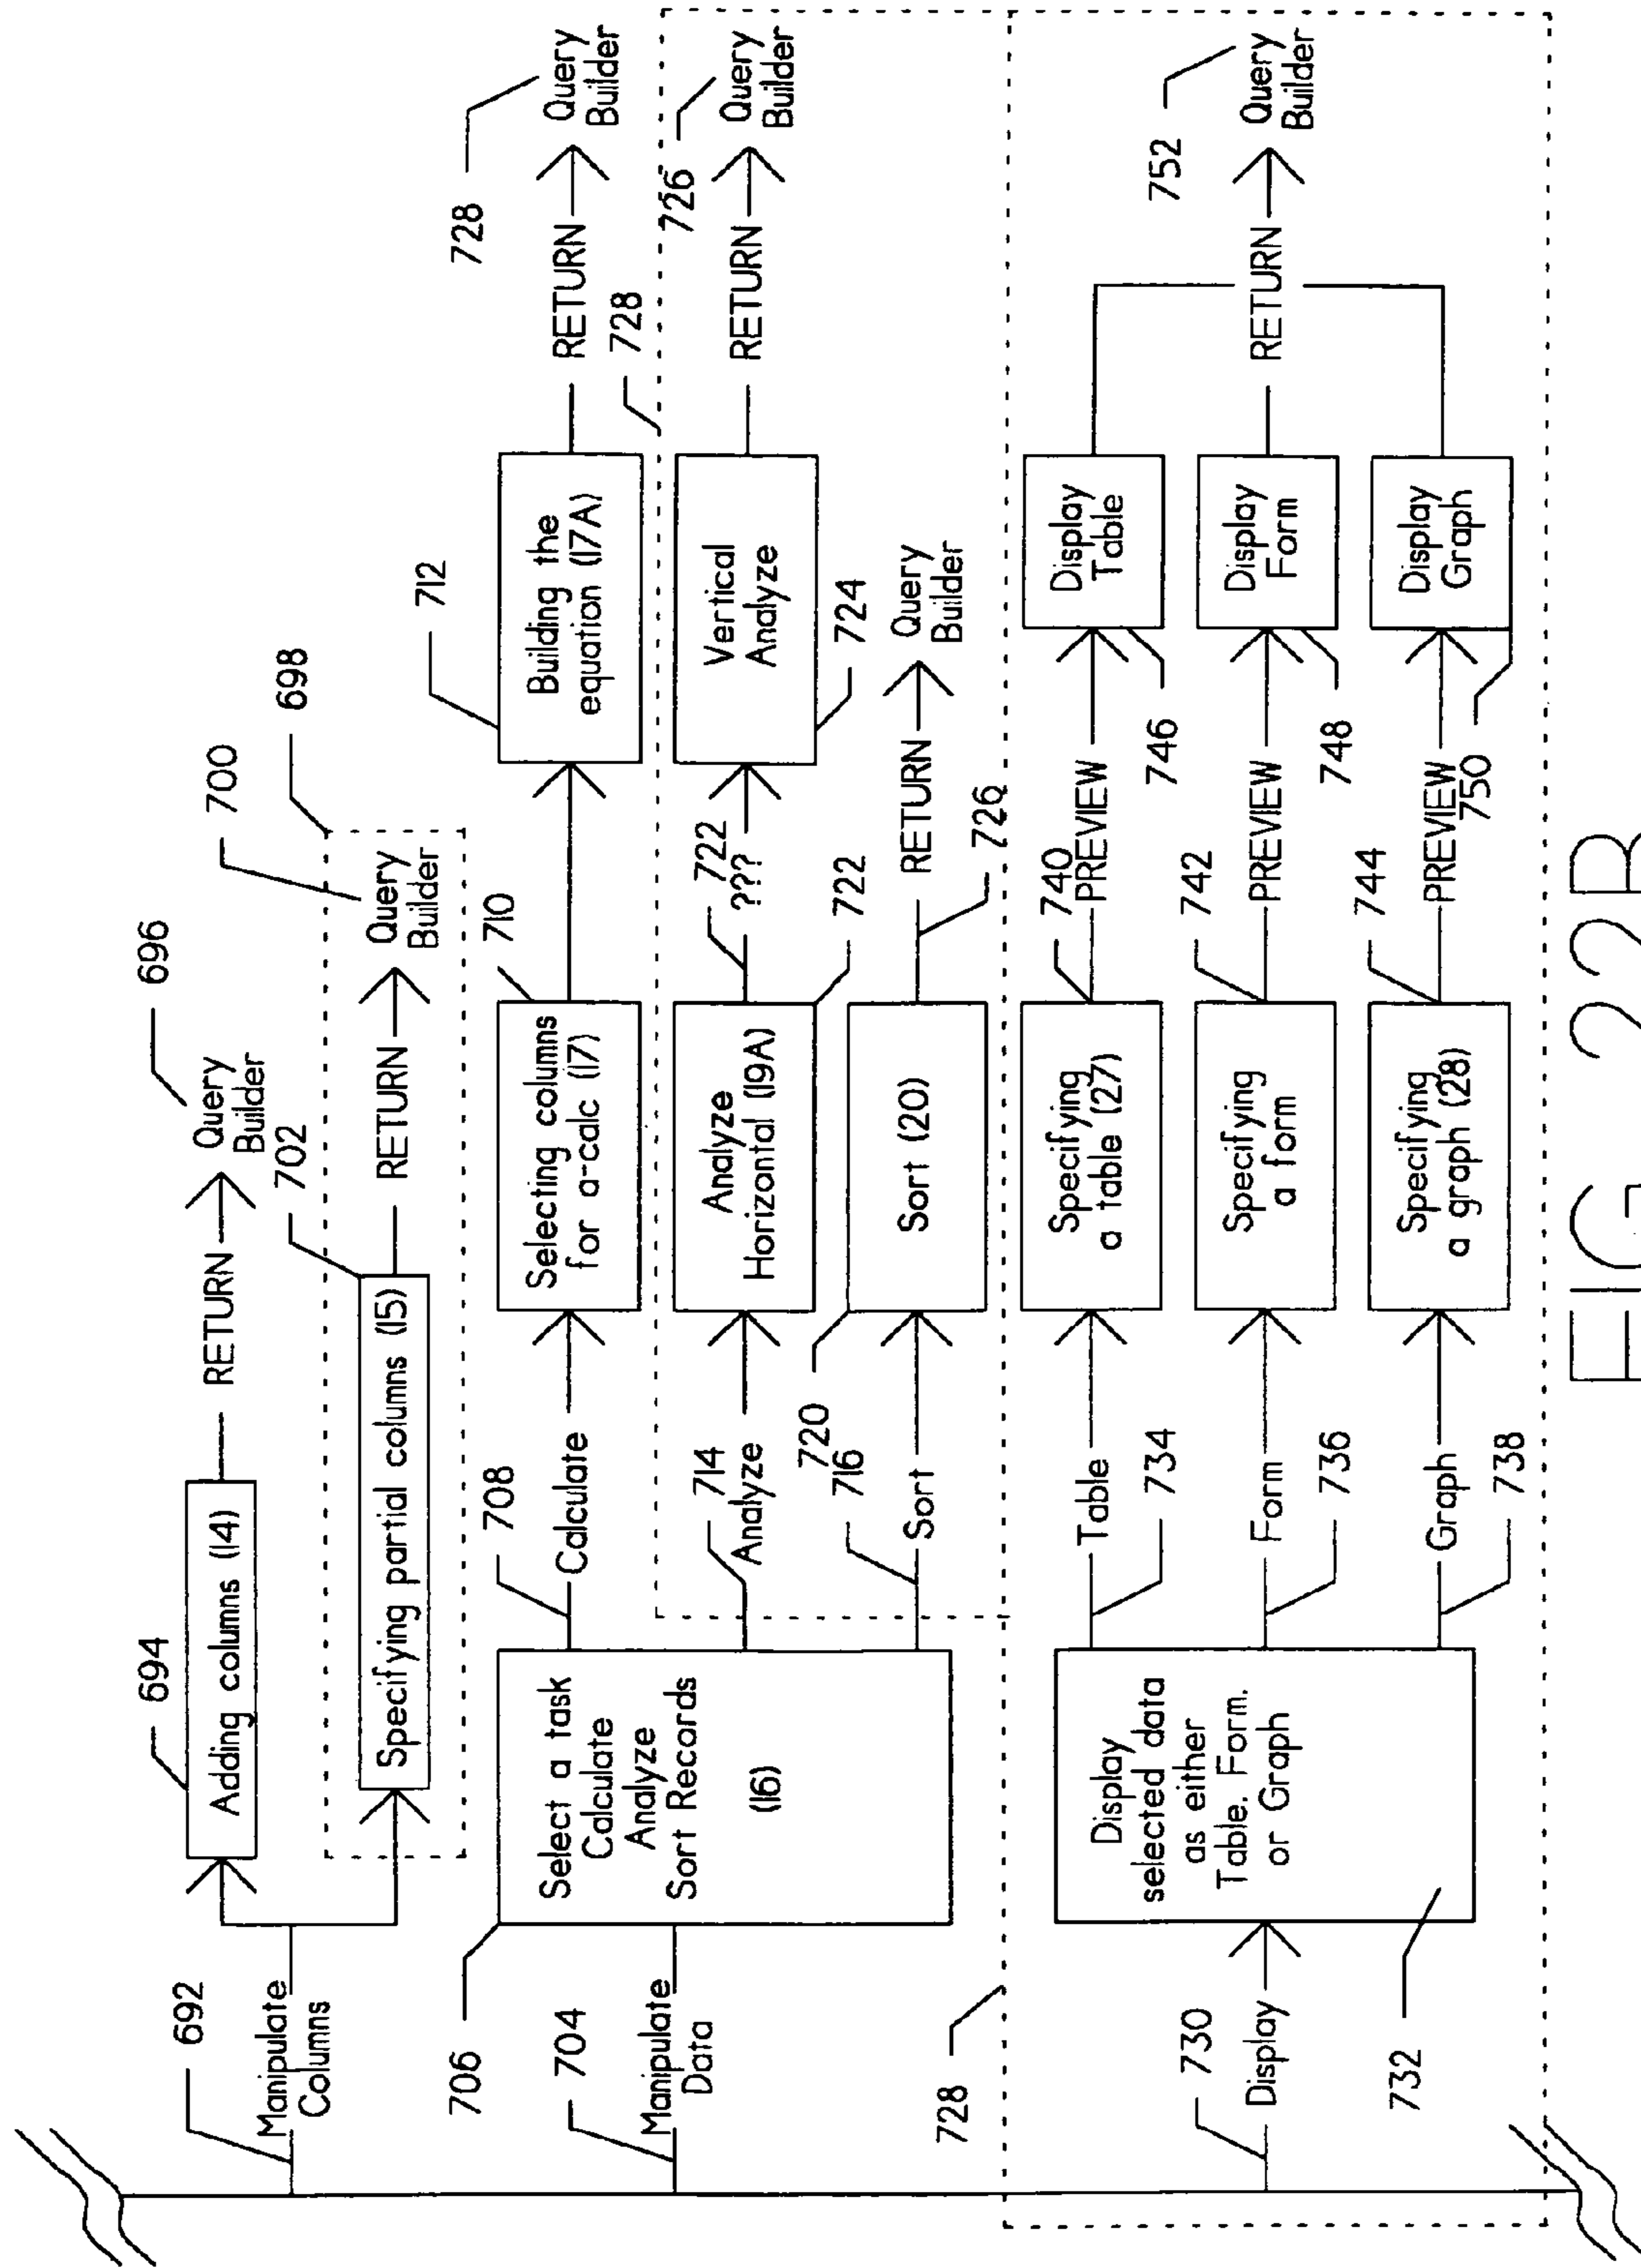 692
Manipulate
Columns
694
Adding columns (14)
RETURN
Query
Builder
696
702
Specifying partial columns (15)
RETURN
Query
Builder
700
698
704
Manipulate
Data
706
Select a task
Calculate
Analyze
Sort Records
(16)
708
Calculate
710
Selecting columns
for a-calc (17)
712
Building the
equation (17A)
RETURN
Query
Builder
728
728
714
Analyze
Analyze
Horizontal (19A)
722
???
722
Vertical
Analyze
724
RETURN
726
Query
Builder
726
716
Sort
720
720
Sort (20)
RETURN
726
Query
Builder
728
730
Display
732
Display
selected data
as either
Table. Form.
or Graph
Table
734
Specifying
a table (27)
740
PREVIEW
746
Display
Table
Form
736
Specifying
a form
742
PREVIEW
748
Display
Form
RETURN
Query
Builder
752
Graph
738
Specifying
a graph (28)
744
PREVIEW
750
Display
Graph
FIG 22B